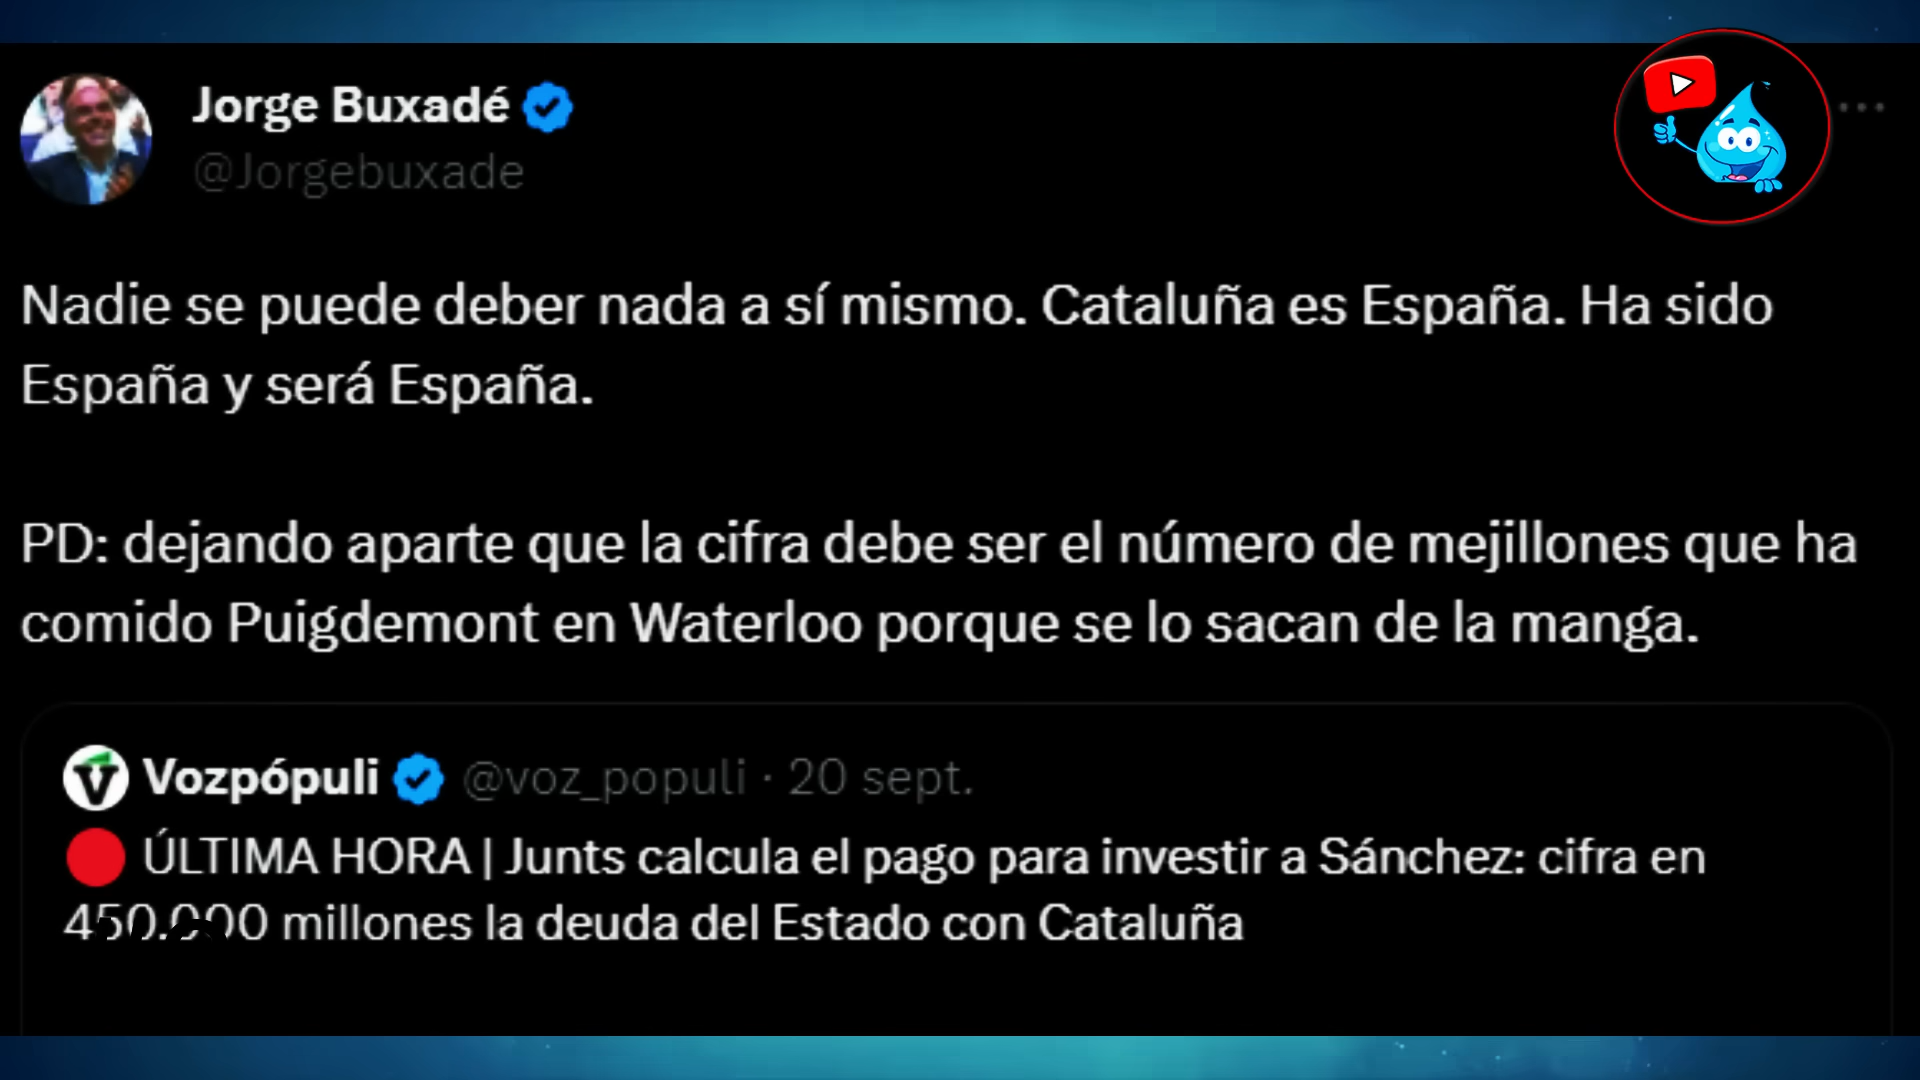 Jorge Buxadé
@Jorgebuxade
Nadie se puede deber nada a sí mismo. Cataluña es España. Ha sido
España y será España.
PD: dejando aparte que la cifra debe ser el número de mejillones que ha
comido Puigdemont en Waterloo porque se lo sacan de la manga.
Vozpópuli @voz_populi · 20 sept.
ÚLTIMA HORA | Junts calcula el pago para investir a Sánchez: cifra en
450.000 millones la deuda del Estado con Cataluña